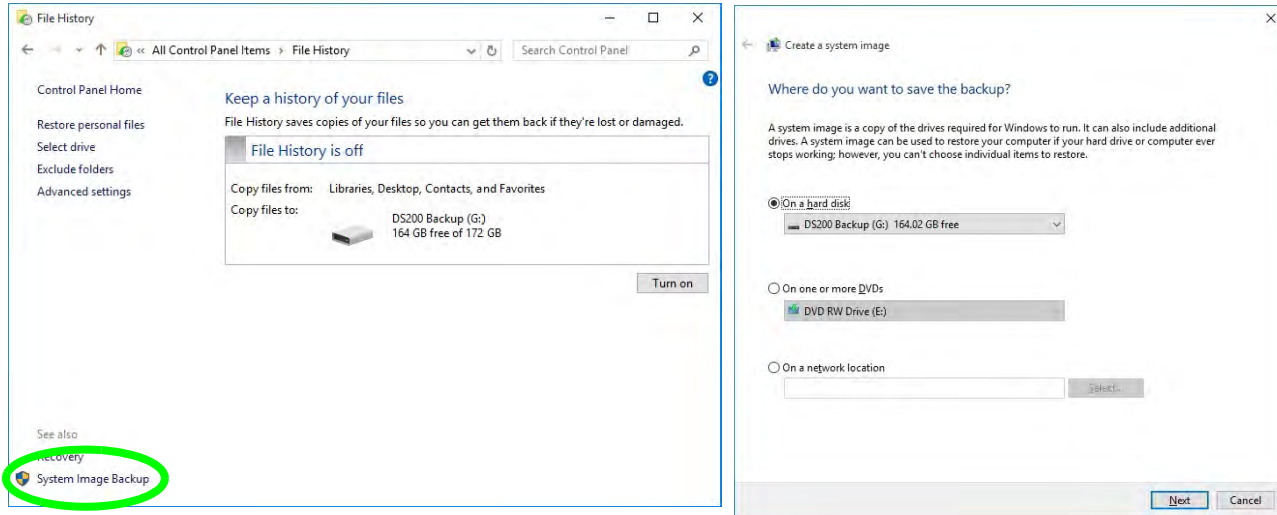 File History
« All Control Panel Items › File History
Search Control Panel
Control Panel Home
Restore personal files
Select drive
Exclude folders
Advanced settings
Keep a history of your files
File History saves copies of your files so you can get them back if they're lost or damaged.
File History is off
Copy files from: Libraries, Desktop, Contacts, and Favorites
Copy files to:
DS200 Backup (G:)
164 GB free of 172 GB
Turn on
See also
Recovery
System Image Backup
Create a system image
Where do you want to save the backup?
A system image is a copy of the drives required for Windows to run. It can also include additional
drives. A system image can be used to restore your computer if your hard drive or computer ever
stops working; however, you can't choose individual items to restore.
On a hard disk
DS200 Backup (G:) 164.02 GB free
On one or more DVDs
DVD RW Drive (E:)
On a network location
Select...
Next Cancel